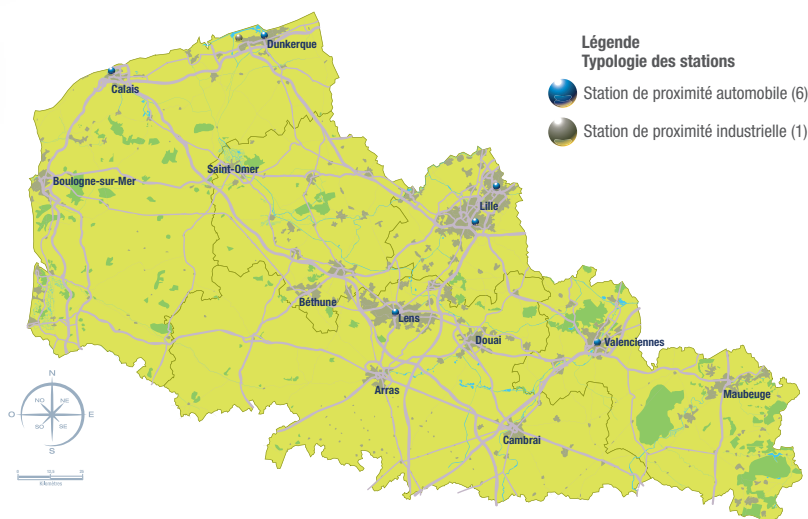 Légende
Typologie des stations
Station de proximité automobile (6)
Station de proximité industrielle (1)
Dunkerque
Calais
Saint-Omer
Boulogne-sur-Mer
Lille
Béthune
Lens
Douai
Valenciennes
Arras
Maubeuge
Cambrai
N
NO NE
O E
SO SE
S